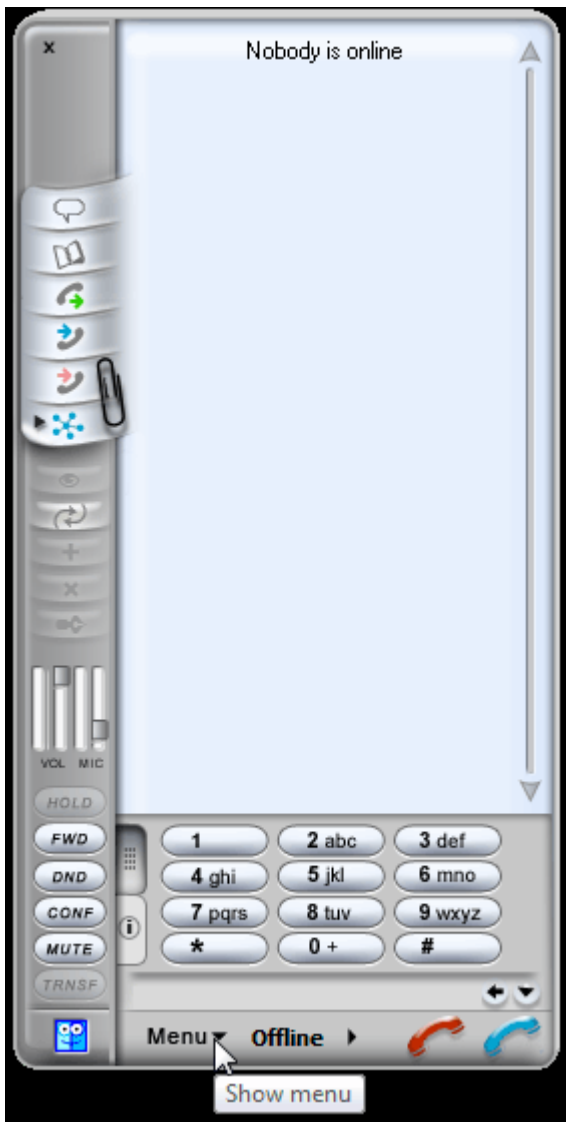 x
Nobody is online
VOL MIC
HOLD
FWD
DND
CONF
MUTE
TRNSF
1 2 abc 3 def
4 ghi 5 jkl 6 mno
7 pqrs 8 tuv 9 wxyz
* 0 + #
i
Menu Offline
Show menu